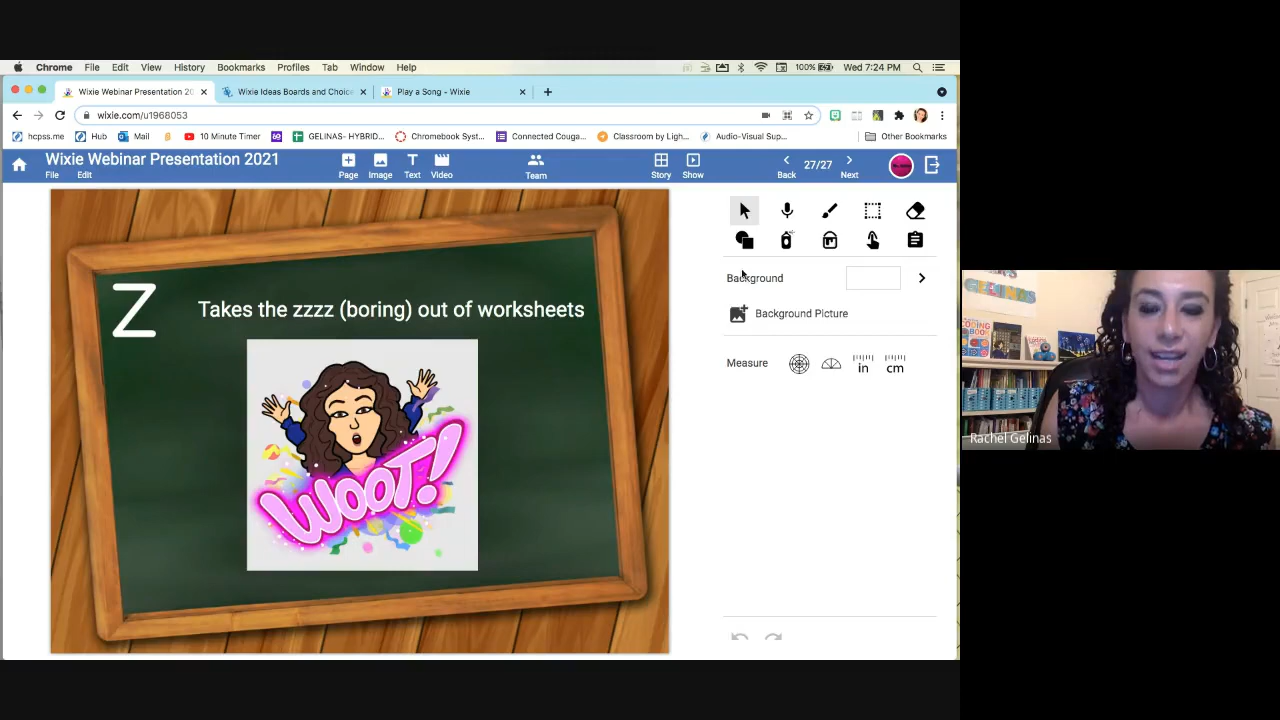 Chrome File Edit View History Bookmarks Profiles Tab Window Help 100% Wed 7:24 PM
Wixie Webinar Presentation 20 Wixie Ideas Boards and Choice Play a Song - Wixie
wixie.com/u1968053
hcpss.me Hub Mail 10 Minute Timer GELINAS- HYBRID... Chromebook Syst... Connected Couga... Classroom by Ligh... Audio-Visual Sup... Other Bookmarks
Wixie Webinar Presentation 2021
File Edit
Page Image Text Video Team Story Show Back 27/27 Next
Z Takes the zzzz (boring) out of worksheets
WOOT!
Background
Background Picture
Measure in cm
Rachel Gelinas